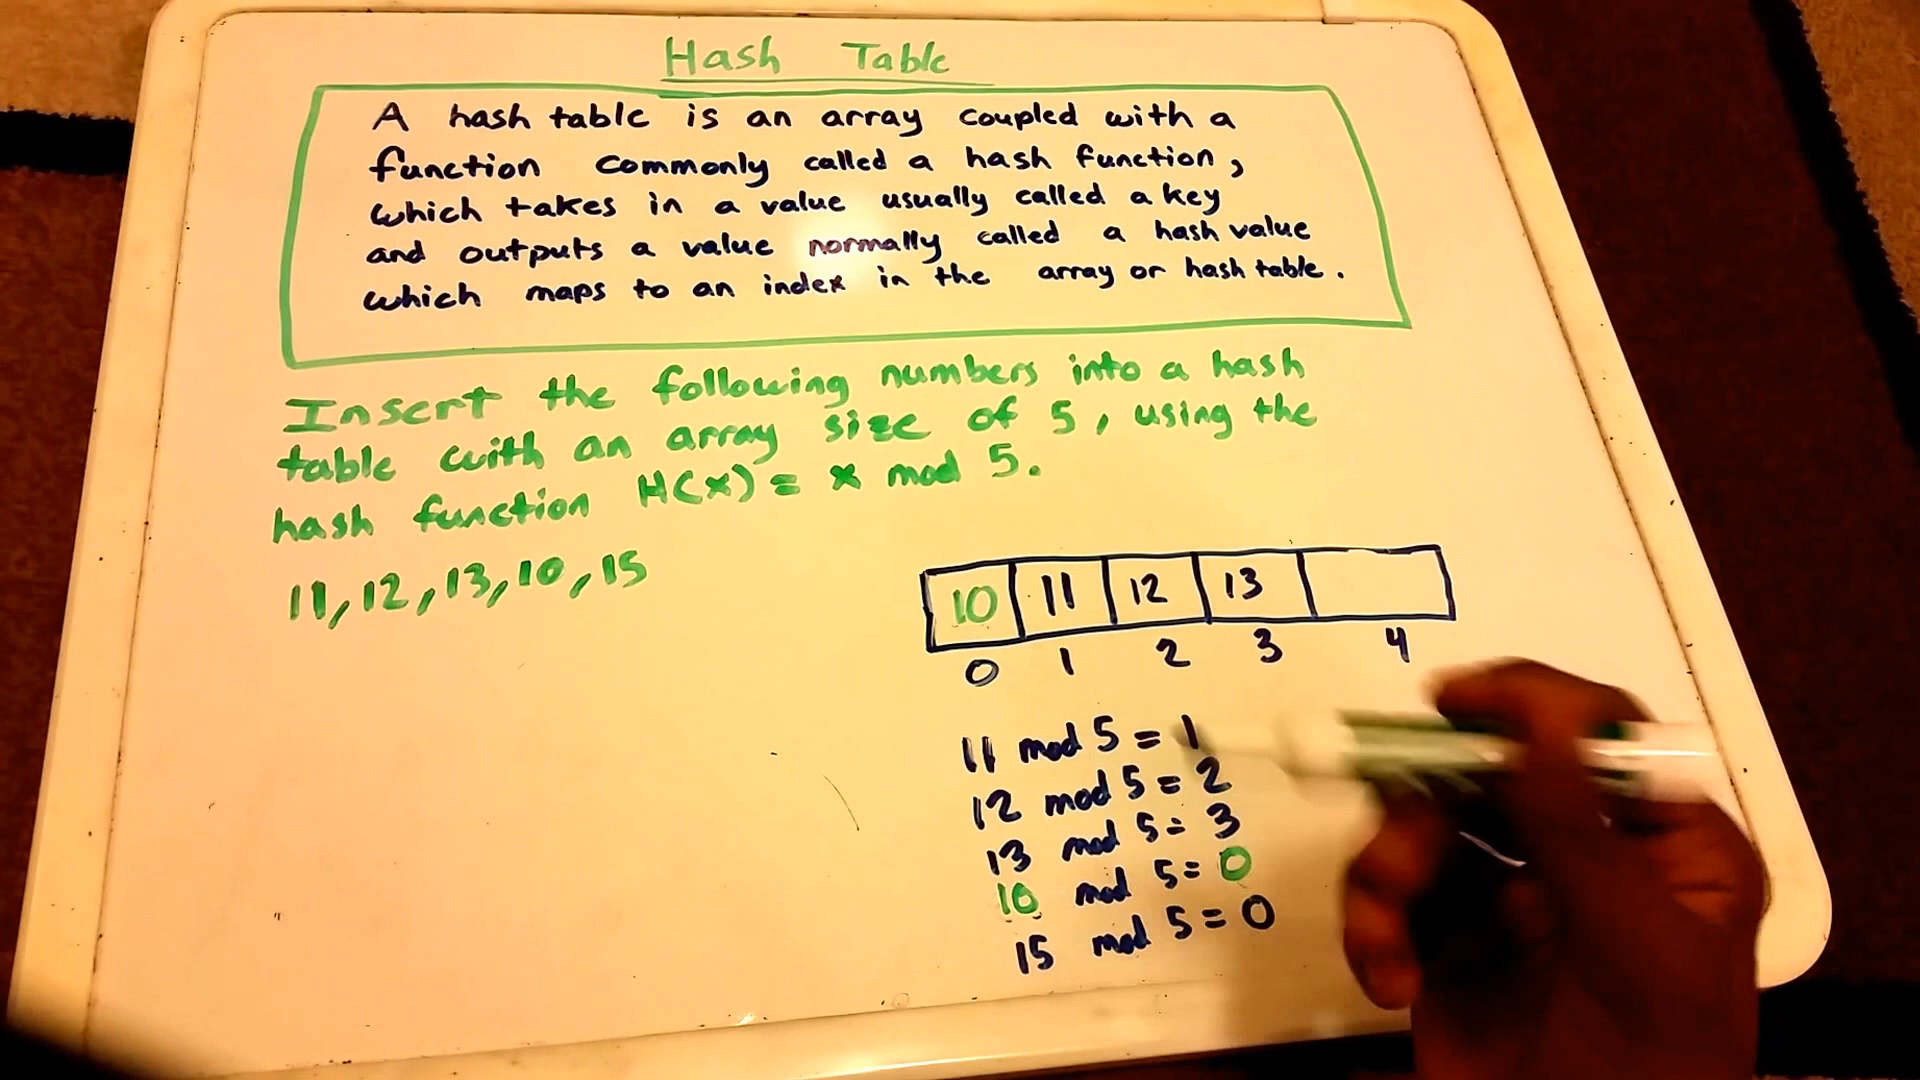 Hash Table
A hash table is an array coupled with a
function commonly called a hash function,
which takes in a value usually called a key
and outputs a value normally called a hash value
which maps to an index in the array or hash table.
Insert the following numbers into a hash
table with an array size of 5, using the
hash function H(x) = x mod 5.
11, 12, 13, 10, 15
10 11 12 13
0 1 2 3 4
11 mod 5 = 1
12 mod 5 = 2
13 mod 5 = 3
10 mod 5 = 0
15 mod 5 = 0